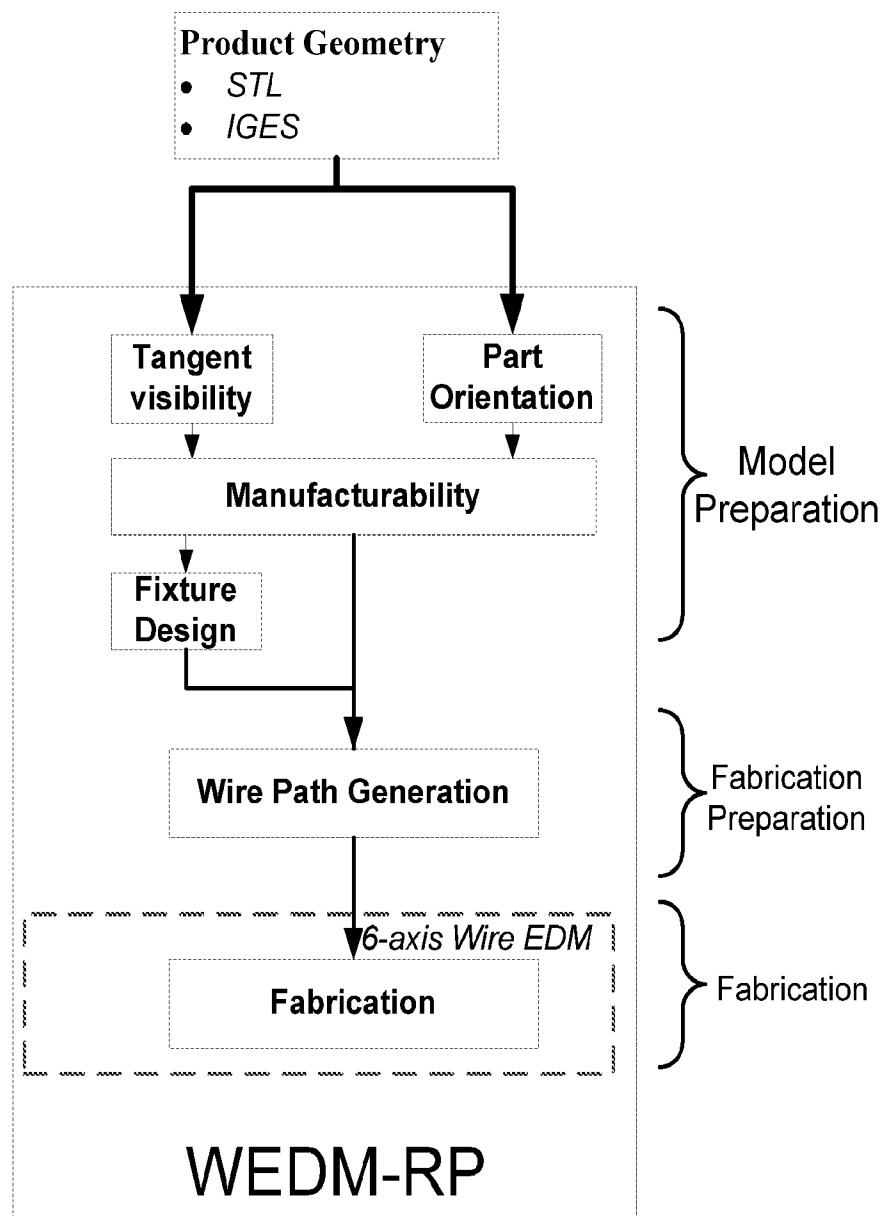 Product Geometry
• STL
• IGES
Tangent
visibility
Part
Orientation
Manufacturability
Fixture
Design
Model
Preparation
Wire Path Generation
Fabrication
Preparation
6-axis Wire EDM
Fabrication
Fabrication
WEDM-RP